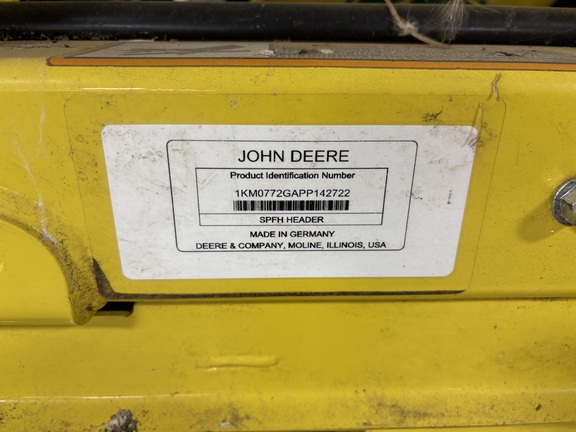 JOHN DEERE
Product Identification Number
1KM0772GAPP142722
SPFH HEADER
MADE IN GERMANY
DEERE & COMPANY, MOLINE, ILLINOIS, USA